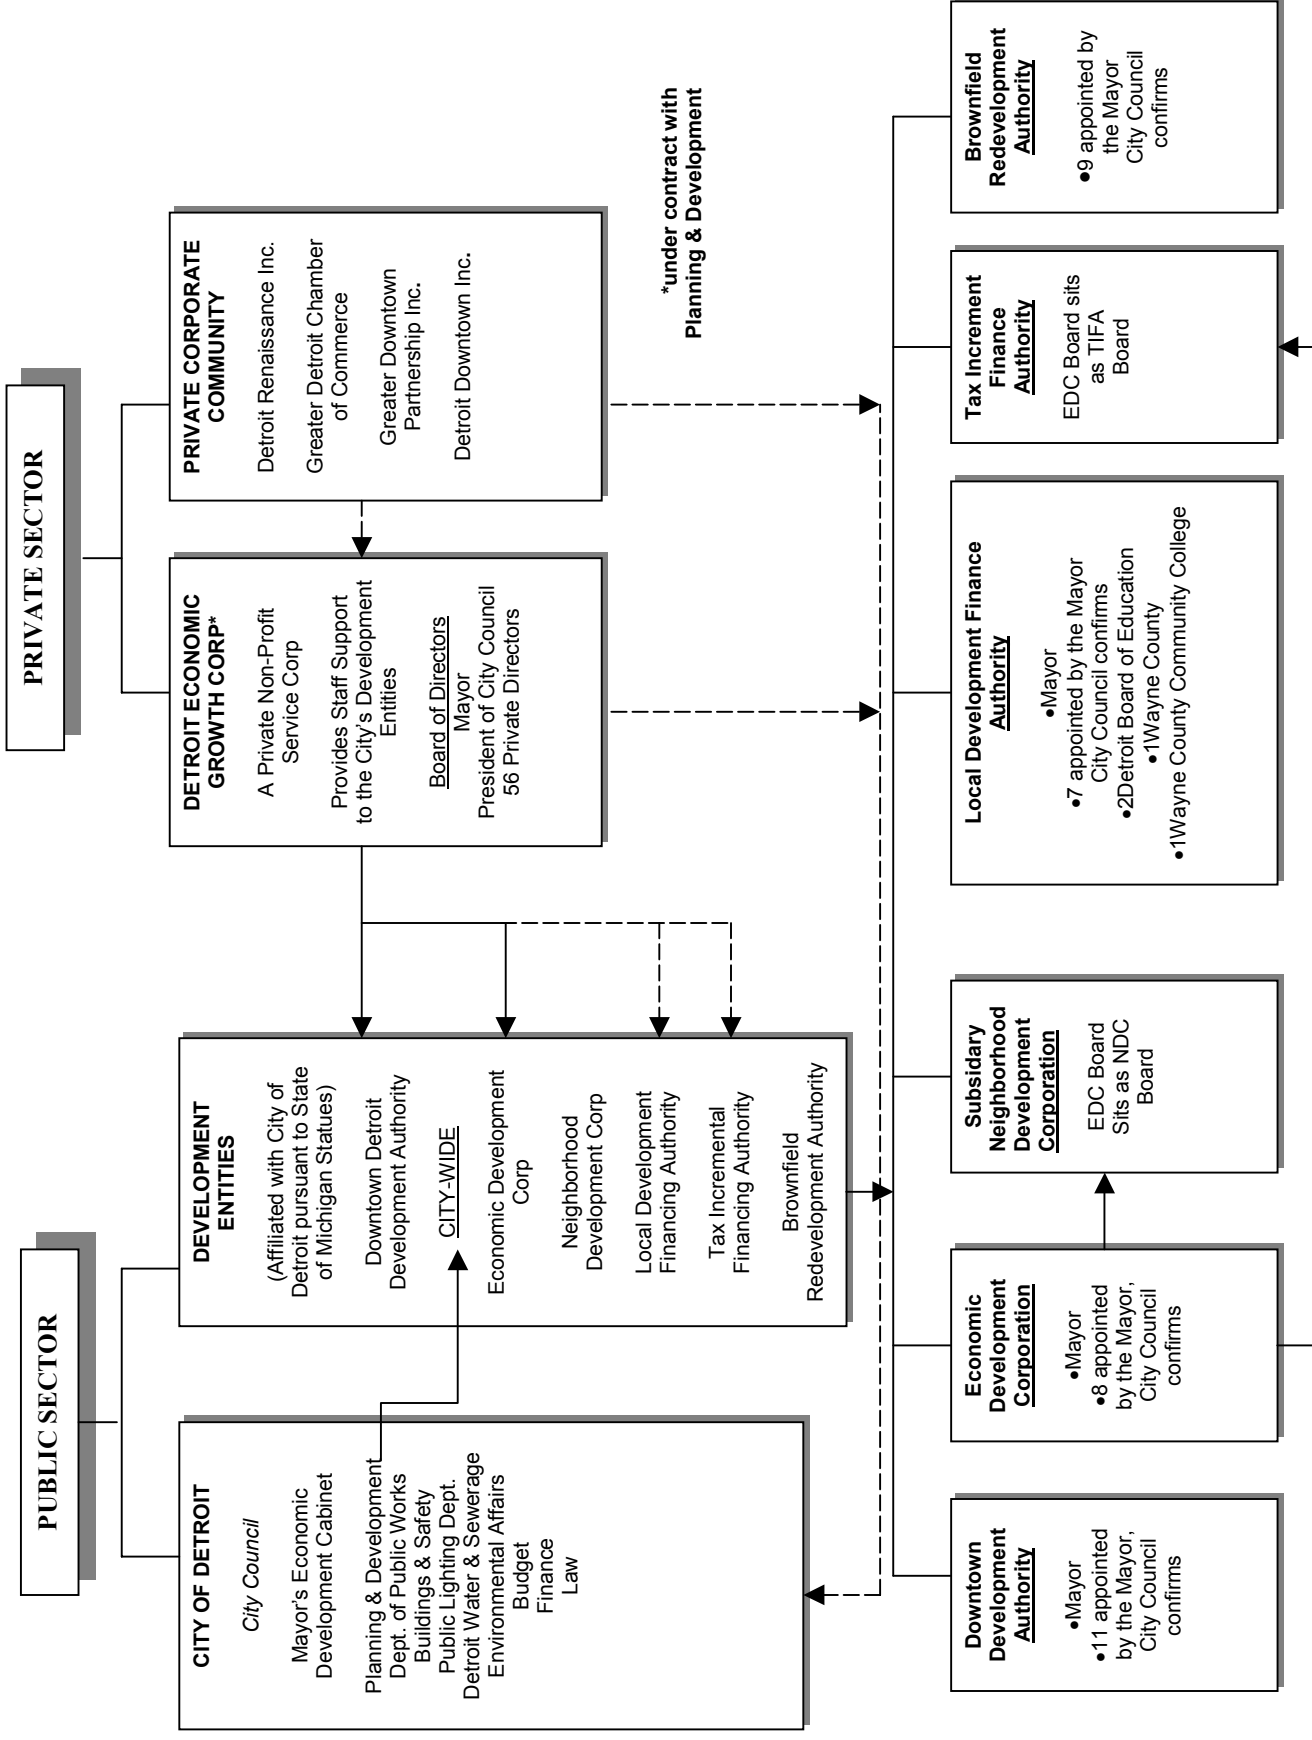 PUBLIC SECTOR
PRIVATE SECTOR
CITY OF DETROIT
City Council
Mayor's Economic
Development Cabinet
Planning & Development
Dept. of Public Works
Buildings & Safety
Public Lighting Dept.
Detroit Water & Sewerage
Environmental Affairs
Budget
Finance
Law
DEVELOPMENT
ENTITIES
(Affiliated with City of
Detroit pursuant to State
of Michigan Statues)
Downtown Detroit
Development Authority
CITY-WIDE
Economic Development
Corp
Neighborhood
Development Corp
Local Development
Financing Authority
Tax Incremental
Financing Authority
Brownfield
Redevelopment Authority
DETROIT ECONOMIC
GROWTH CORP*
A Private Non-Profit
Service Corp
Provides Staff Support
to the City's Development
Entities
Board of Directors
Mayor
President of City Council
56 Private Directors
PRIVATE CORPORATE
COMMUNITY
Detroit Renaissance Inc.
Greater Detroit Chamber
of Commerce
Greater Downtown
Partnership Inc.
Detroit Downtown Inc.
*under contract with
Planning & Development
Downtown
Development
Authority
•Mayor
•11 appointed
by the Mayor,
City Council
confirms
Economic
Development
Corporation
•Mayor
•8 appointed
by the Mayor,
City Council
confirms
Subsidary
Neighborhood
Development
Corporation
EDC Board
Sits as NDC
Board
Local Development Finance
Authority
•Mayor
•7 appointed by the Mayor
City Council confirms
•2Detroit Board of Education
•1Wayne County
•1Wayne County Community College
Tax Increment
Finance
Authority
EDC Board sits
as TIFA
Board
Brownfield
Redevelopment
Authority
•9 appointed by
the Mayor
City Council
confirms